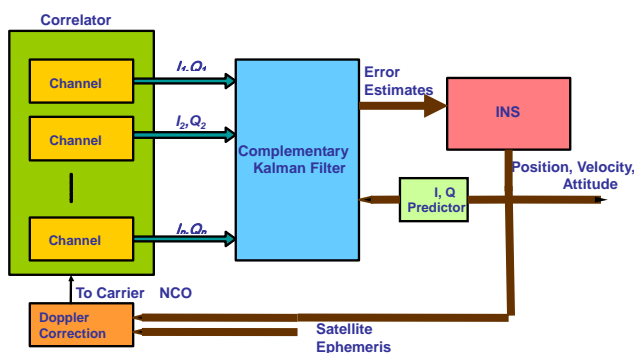 Correlator
Channel
I1,Q1
Channel
I2,Q2
Channel
In,Qn
Complementary
Kalman Filter
Error
Estimates
INS
Position, Velocity,
Attitude
I, Q
Predictor
To Carrier NCO
Doppler
Correction
Satellite
Ephemeris